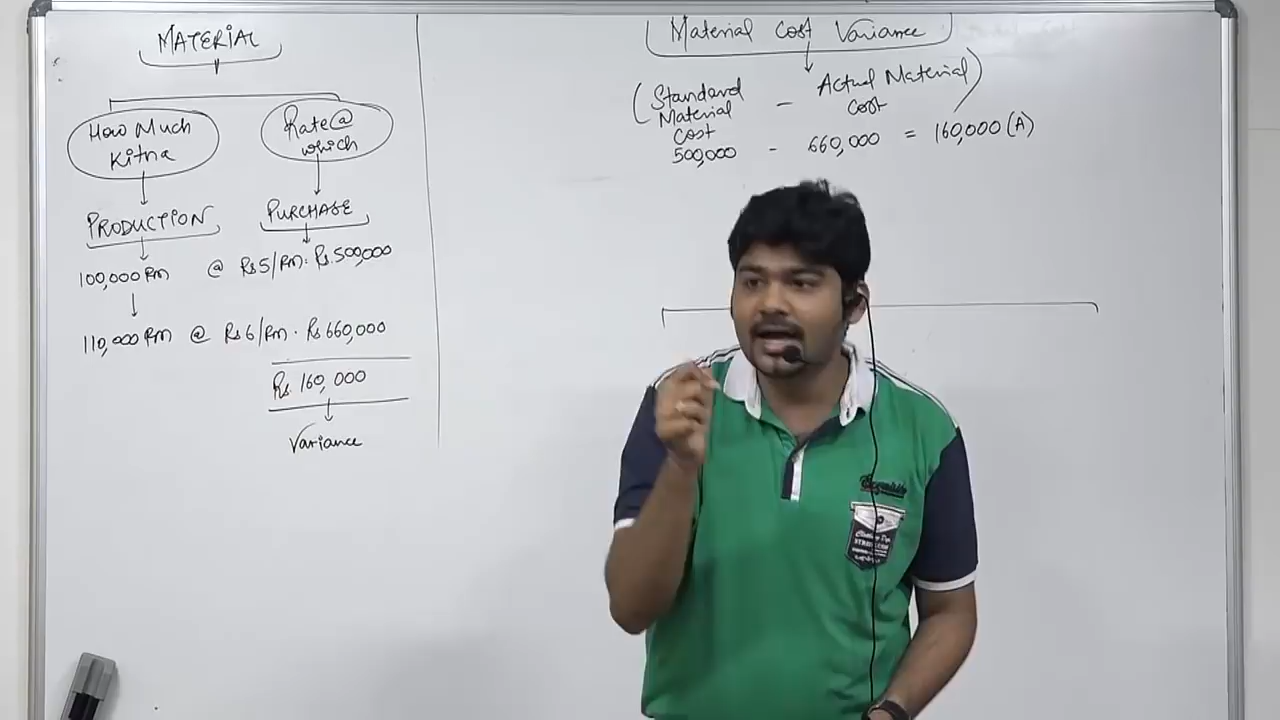 MATERIAL
How Much
Kitna
Rate@
which
PRODUCTION
PURCHASE
100,000 RM @ Rs 5/RM. Rs. 500,000
110,000 RM @ Rs 6/RM. Rs 660,000
Rs. 160,000
Variance
Material Cost Variance
(Standard Material Cost - Actual Material Cost)
500,000 - 660,000 = 160,000 (A)